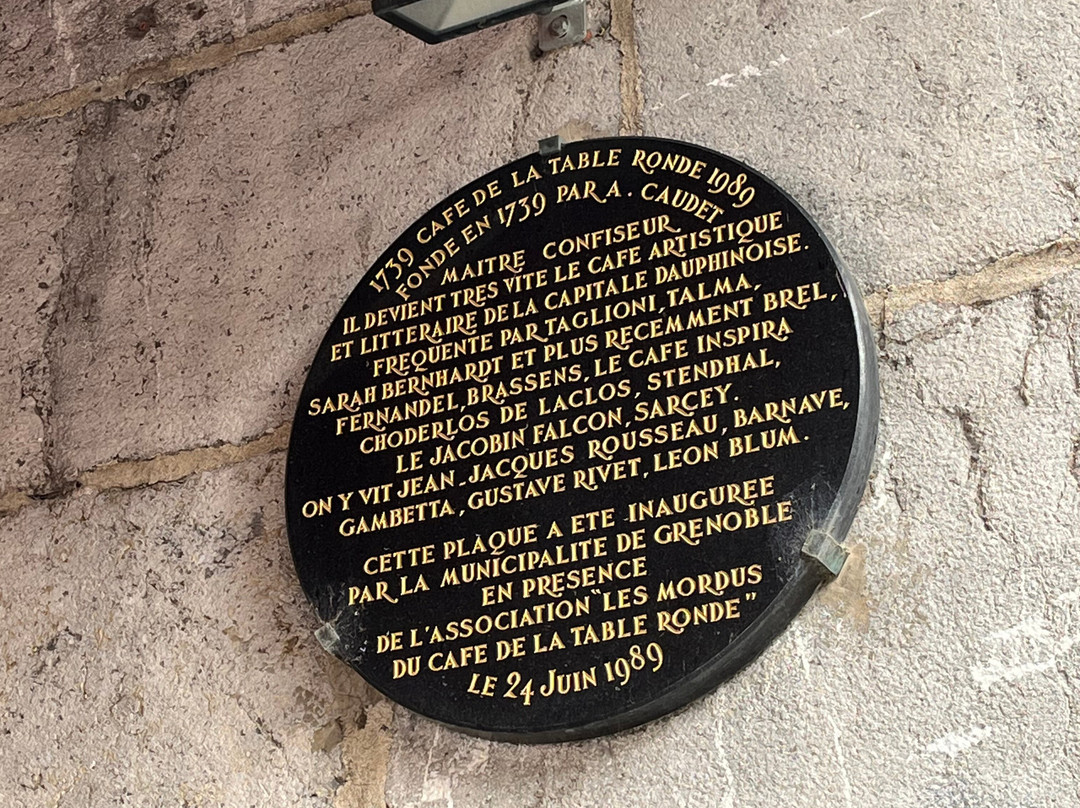 1739 CAFE DE LA TABLE RONDE 1989
FONDE EN 1739 PAR A. CAUDET
MAITRE CONFISEUR
IL DEVIENT TRES VITE LE CAFE ARTISTIQUE
ET LITTERAIRE DE LA CAPITALE DAUPHINOISE.
FREQUENTE PAR TAGLIONI, TALMA,
SARAH BERNHARDT ET PLUS RECEMMENT BREL,
FERNANDEL, BRASSENS, LE CAFE INSPIRA
CHODERLOS DE LACLOS, STENDHAL,
LE JACOBIN FALCON, SARCEY.
ON Y VIT JEAN-JACQUES ROUSSEAU, BARNAVE,
GAMBETTA, GUSTAVE RIVET, LEON BLUM.
CETTE PLAQUE A ETE INAUGUREE
PAR LA MUNICIPALITE DE GRENOBLE
EN PRESENCE
DE L'ASSOCIATION "LES MORDUS
DU CAFE DE LA TABLE RONDE"
LE 24 JUIN 1989